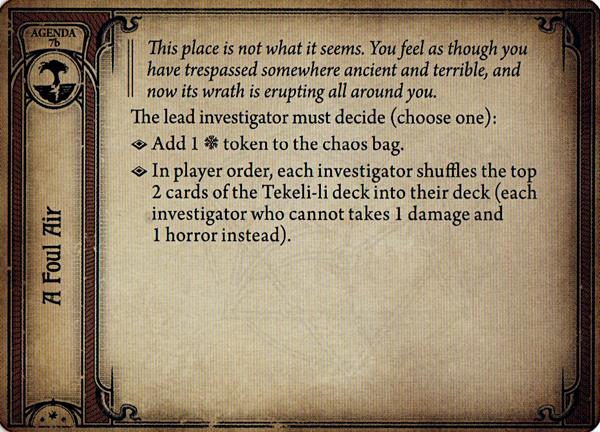 AGENDA
7b
A Foul Air
This place is not what it seems. You feel as though you
have trespassed somewhere ancient and terrible, and
now its wrath is erupting all around you.
The lead investigator must decide (choose one):
Add 1 token to the chaos bag.
In player order, each investigator shuffles the top
2 cards of the Tekeli-li deck into their deck (each
investigator who cannot takes 1 damage and
1 horror instead).